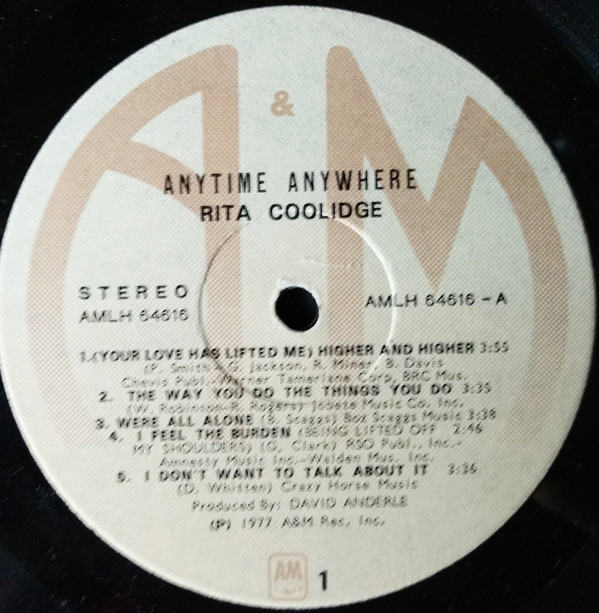 A & M
ANYTIME ANYWHERE
RITA COOLIDGE
STEREO
AMLH 64616
AMLH 64616 - A
1.(YOUR LOVE HAS LIFTED ME) HIGHER AND HIGHER 3:55
(P. Smith - G. Jackson, R. Miner, B. Davis
Chevis Publ.-Warner Tamerlane Corp, BRC Mus.
2. THE WAY YOU DO THE THINGS YOU DO 3:35
(W. Robinson-R. Rogers) Jobete Music Co. Inc.
3. WERE ALL ALONE (B. Scaggs) Boz Scaggs Music 3:38
4. I FEEL THE BURDEN (BEING LIFTED OFF 2:46
MY SHOULDERS) (G. Clark) RSO Publ., Inc.-
Amnesty Music Inc.-Walden Mus. Inc.
5. I DON'T WANT TO TALK ABOUT IT 3:36
(D. Whitten) Crazy Horse Music
Produced By: DAVID ANDERLE
(P) 1977 A&M Rec, Inc.
AM 1